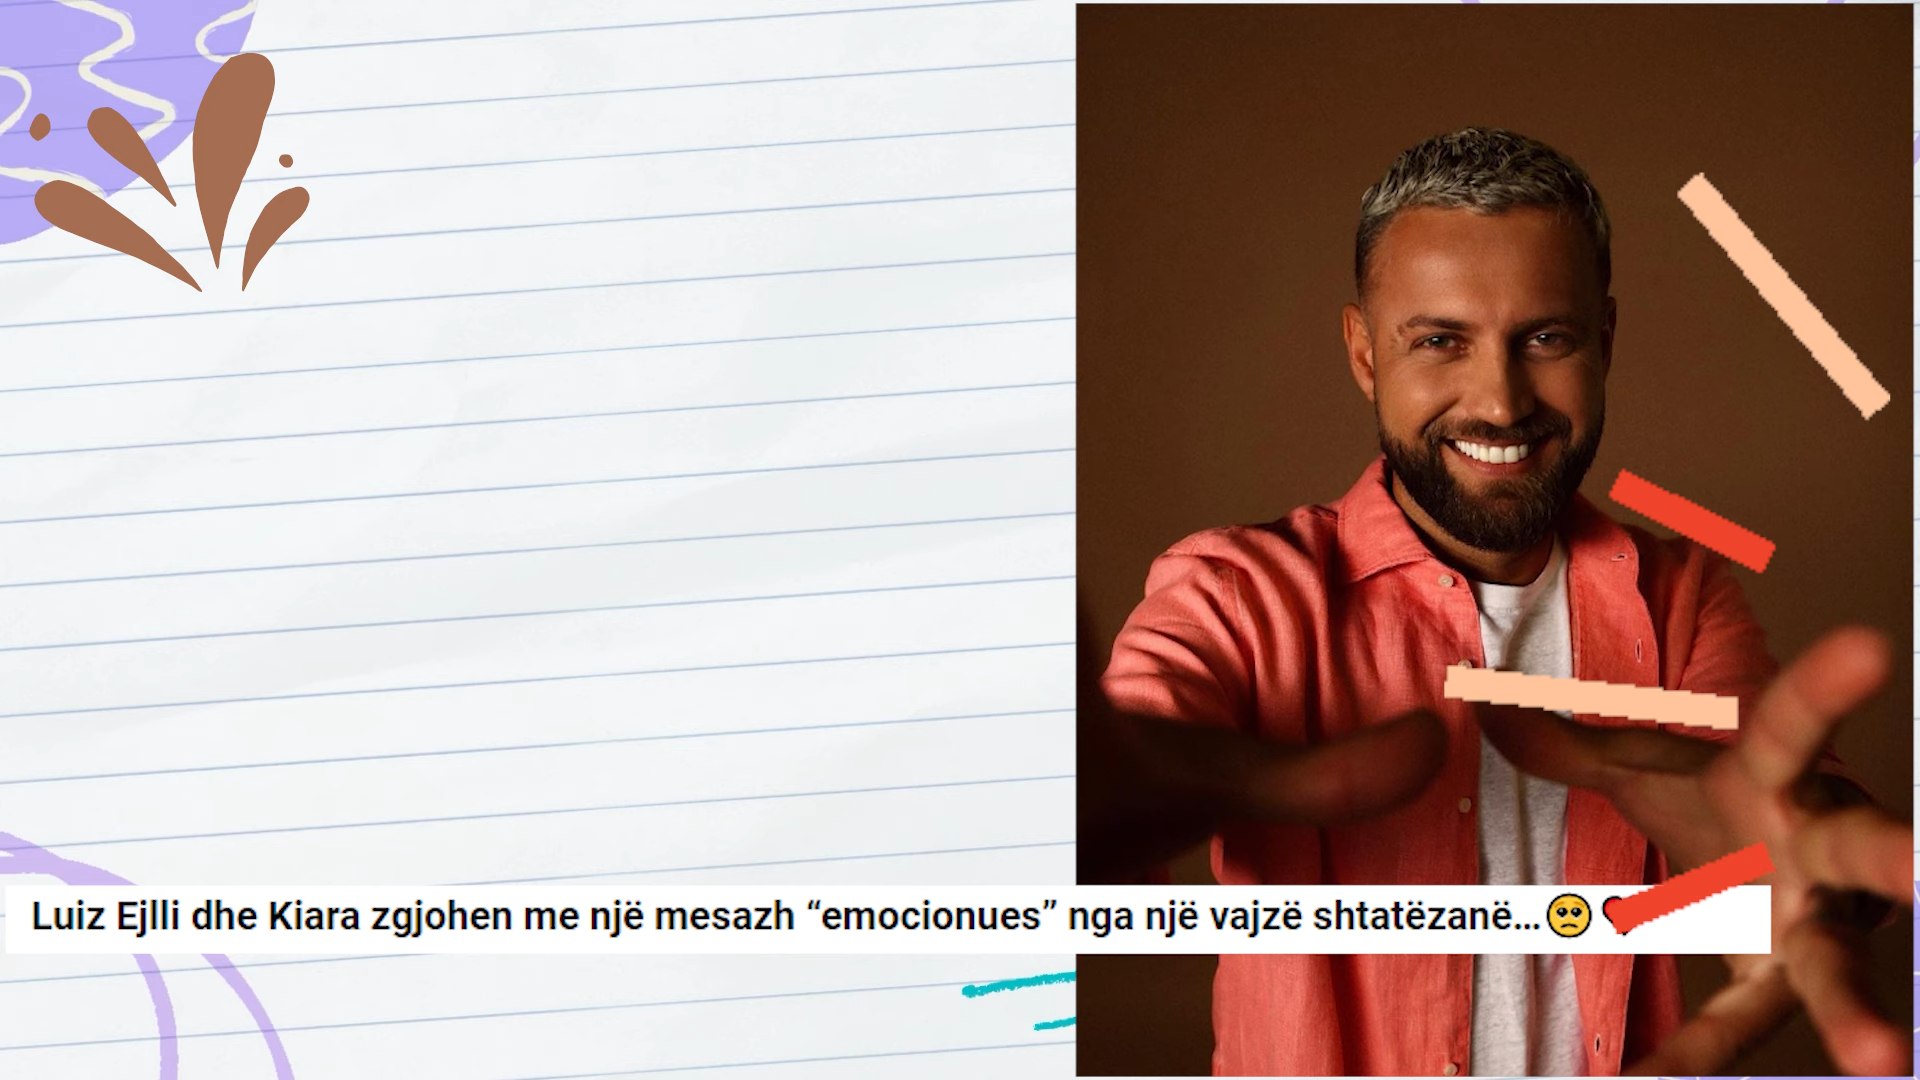 Luiz Ejlli dhe Kiara zgjohen me një mesazh “emocionues” nga një vajzë shtatëzanë...🥺